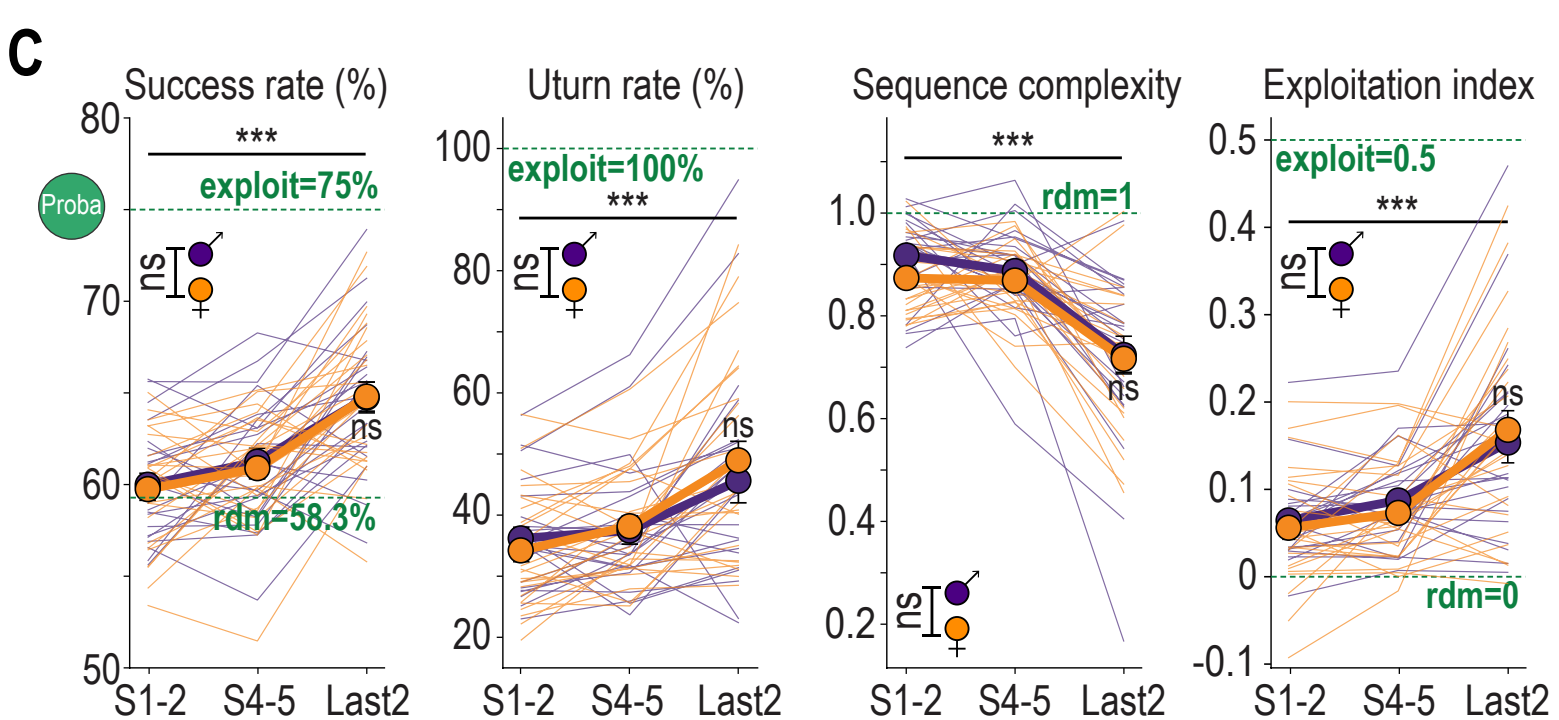 C
Proba
Success rate (%)
80
70
60
50
***
exploit=75%
ns
♂
♀
ns
rdm=58.3%
S1-2 S4-5 Last2
Uturn rate (%)
100
80
60
40
20
exploit=100%
***
ns
♂
♀
ns
S1-2 S4-5 Last2
Sequence complexity
1.0
0.8
0.6
0.4
0.2
***
rdm=1
ns
ns
♂
♀
S1-2 S4-5 Last2
Exploitation index
0.5
0.4
0.3
0.2
0.1
0
-0.1
exploit=0.5
***
ns
♂
♀
ns
rdm=0
S1-2 S4-5 Last2